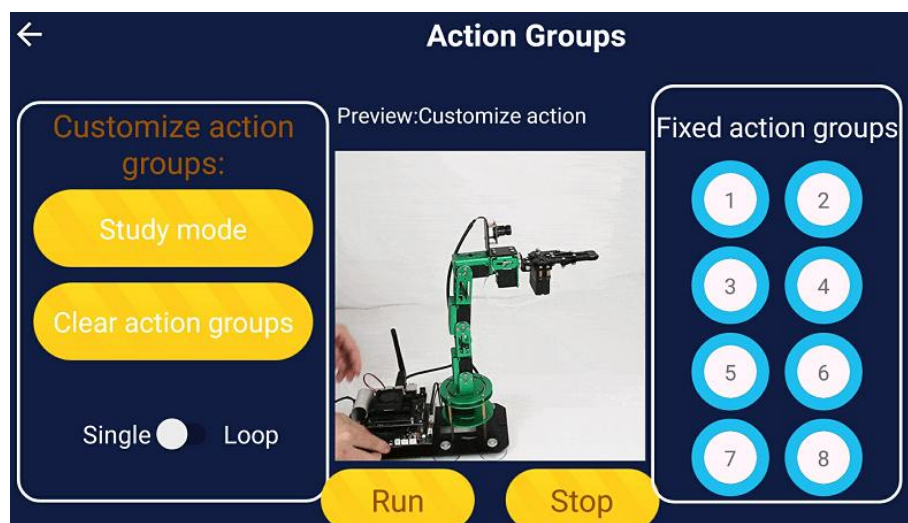 Action Groups
Customize action
groups:
Study mode
Clear action groups
Single Loop
Preview:Customize action
Run Stop
Fixed action groups
1 2
3 4
5 6
7 8